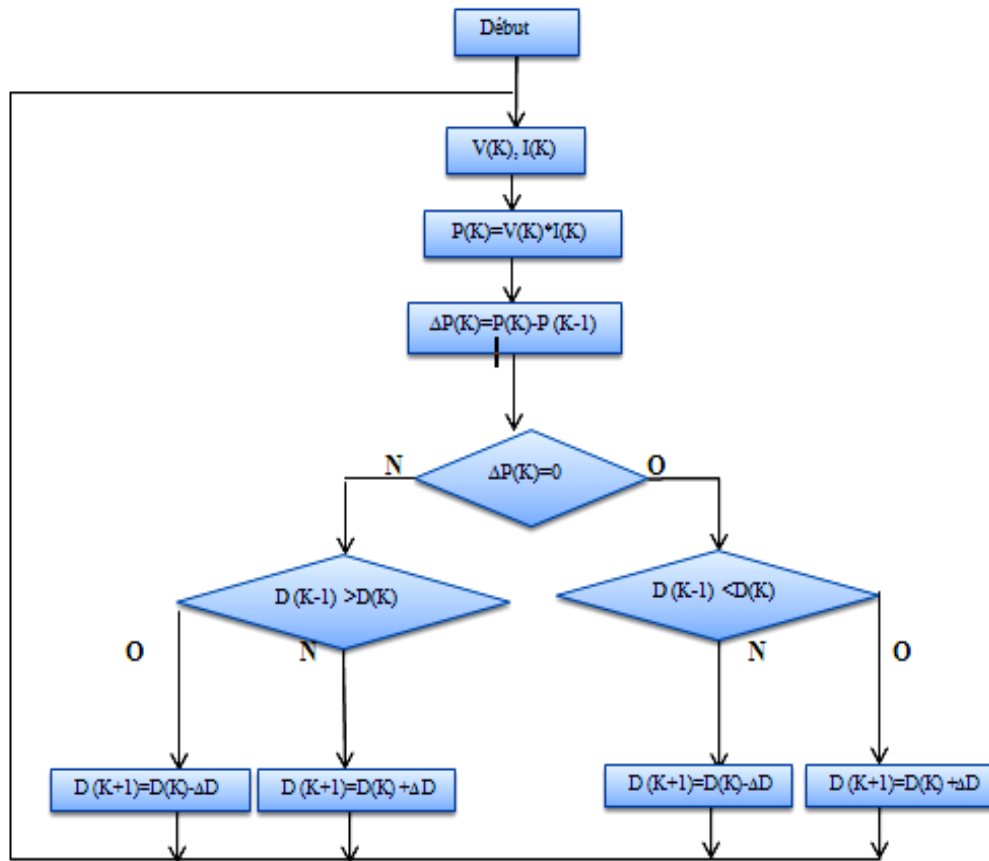 Début
V(K), I(K)
P(K)=V(K)*I(K)
ΔP(K)=P(K)-P (K-1)
ΔP(K)=0
N
O
D (K-1) >D(K)
D (K-1) <D(K)
O
N
N
O
D (K+1)=D(K)-ΔD
D (K+1)=D(K) +ΔD
D (K+1)=D(K)-ΔD
D (K+1)=D(K) +ΔD